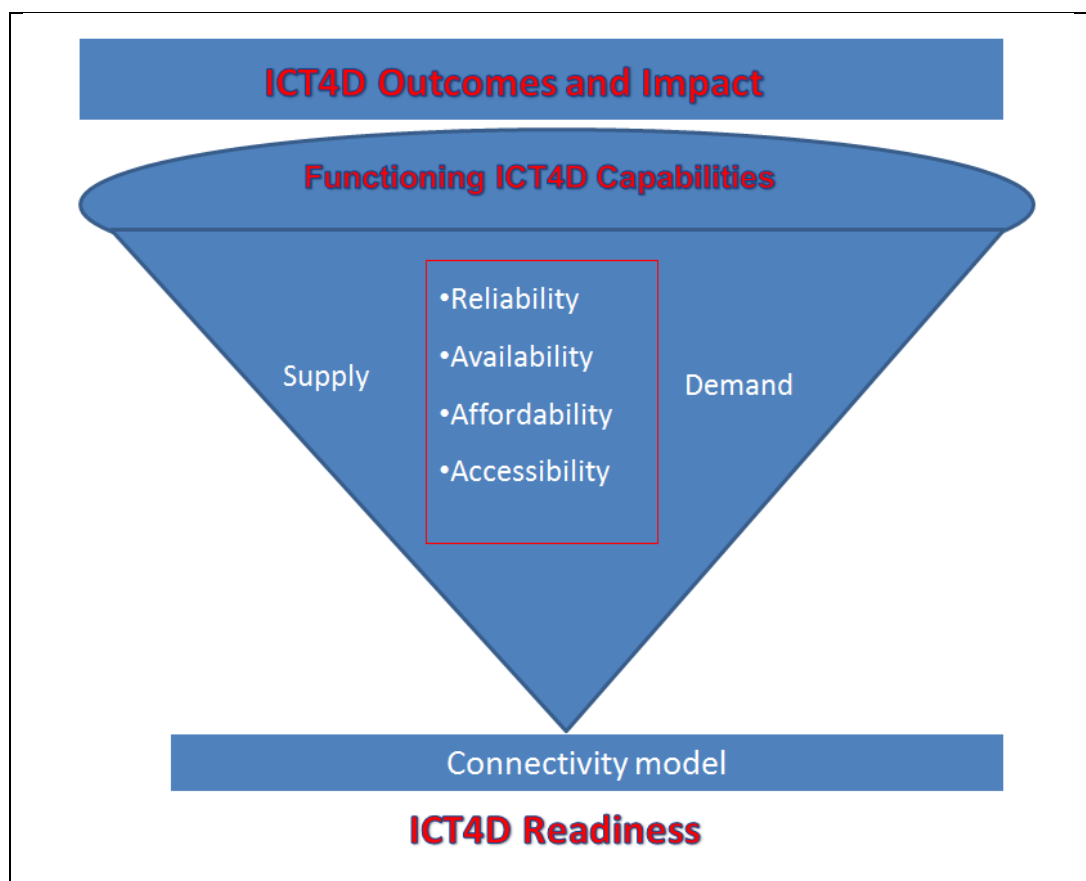 ICT4D Outcomes and Impact
Functioning ICT4D Capabilities
•Reliability
•Availability
Supply
Demand
•Affordability
•Accessibility
Connectivity model
ICT4D Readiness